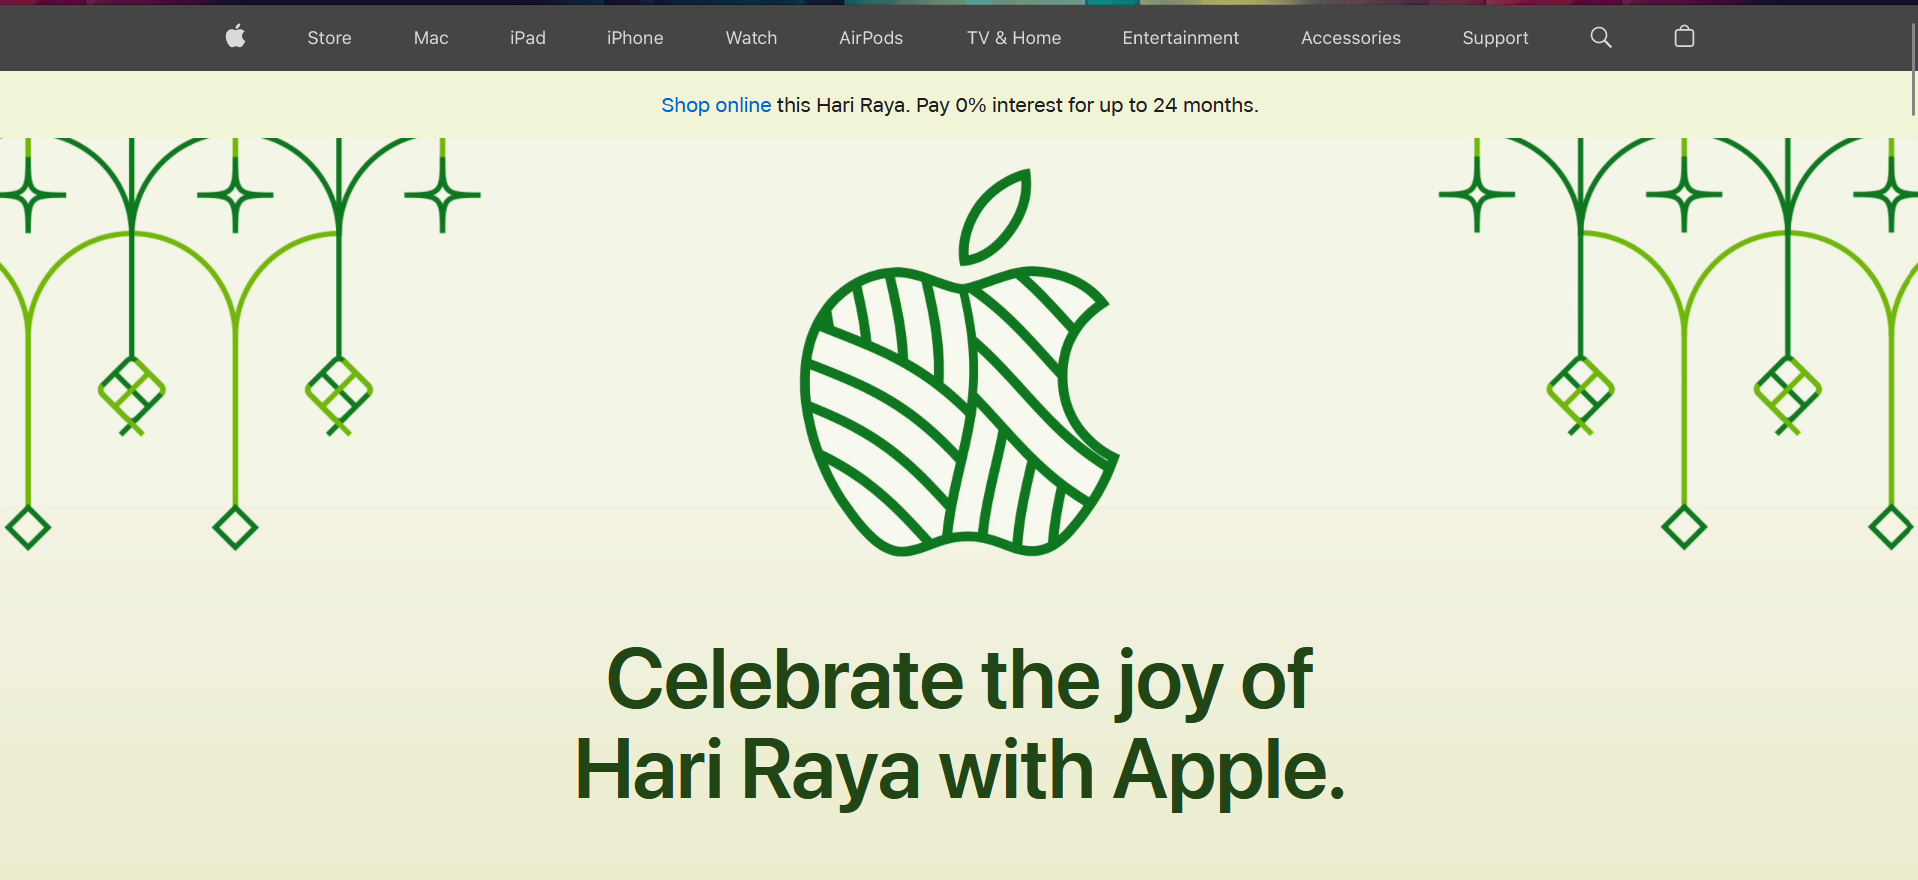 Store Mac iPad iPhone Watch AirPods TV & Home Entertainment Accessories Support
Shop online this Hari Raya. Pay 0% interest for up to 24 months.
Celebrate the joy of
Hari Raya with Apple.